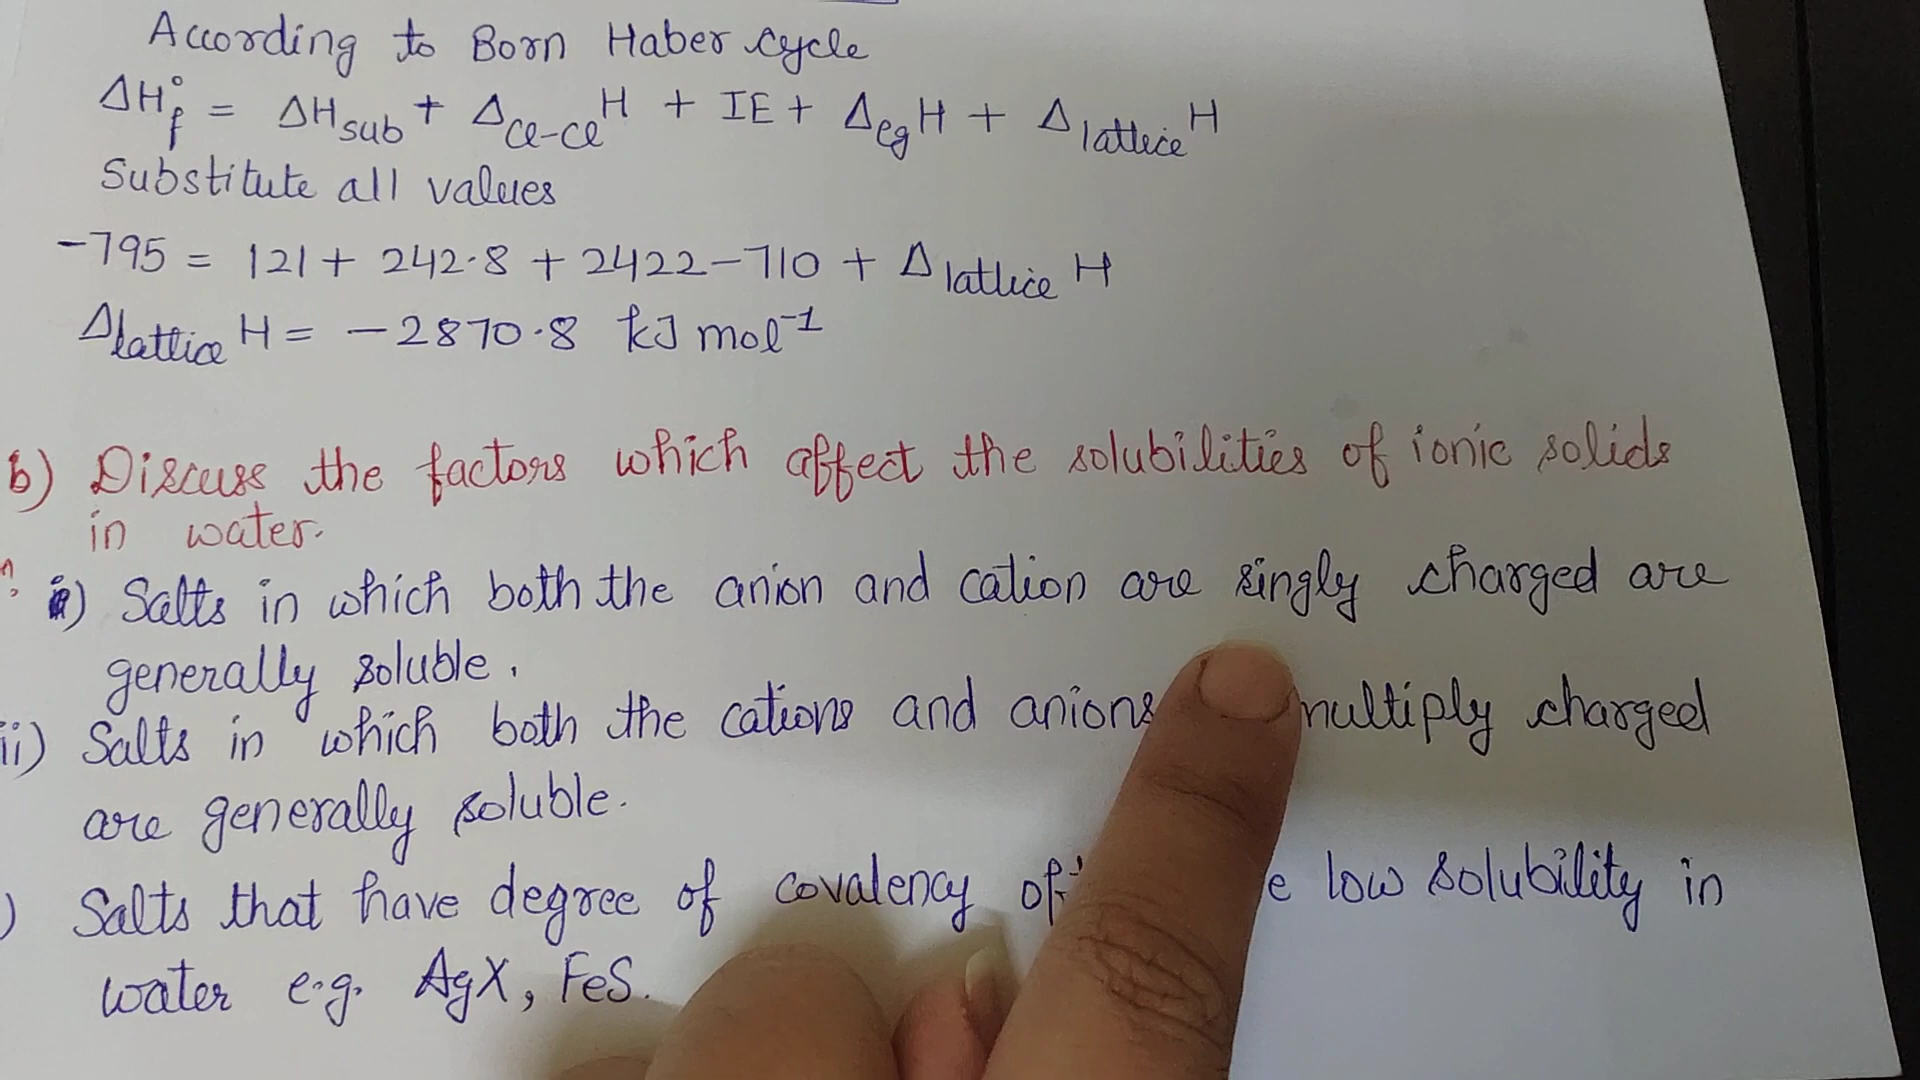 According to Born Haber cycle
ΔH°f = ΔHsub + ΔCl-ClH + IE + ΔegH + ΔlatticeH
Substitute all values
-795 = 121 + 242.8 + 2422 - 710 + Δlattice H
Δlattice H = -2870.8 kJ mol⁻¹
b) Discuss the factors which affect the solubilities of ionic solids
in water.
i) Salts in which both the anion and cation are singly charged are
generally soluble.
ii) Salts in which both the cations and anions multiply charged
are generally soluble.
) Salts that have degree of covalency low solubility in
water e.g. AgX, FeS.